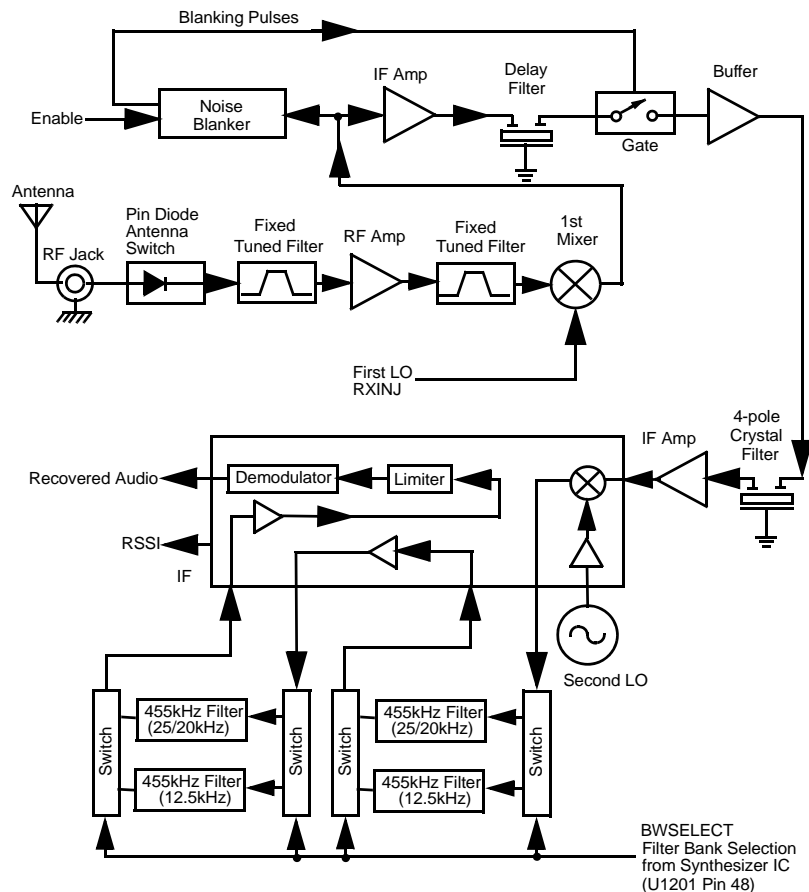 Blanking Pulses
IF Amp
Delay
Filter
Buffer
Noise
Blanker
Enable
Gate
Antenna
Pin Diode
Antenna
Switch
RF Jack
Fixed
Tuned Filter
RF Amp
Fixed
Tuned Filter
1st
Mixer
First LO
RXINJ
4-pole
Crystal
Filter
IF Amp
Recovered Audio
Demodulator
Limiter
RSSI
IF
Second LO
Switch
455kHz Filter
(25/20kHz)
455kHz Filter
(12.5kHz)
Switch
Switch
455kHz Filter
(25/20kHz)
455kHz Filter
(12.5kHz)
Switch
BWSELECT
Filter Bank Selection
from Synthesizer IC
(U1201 Pin 48)